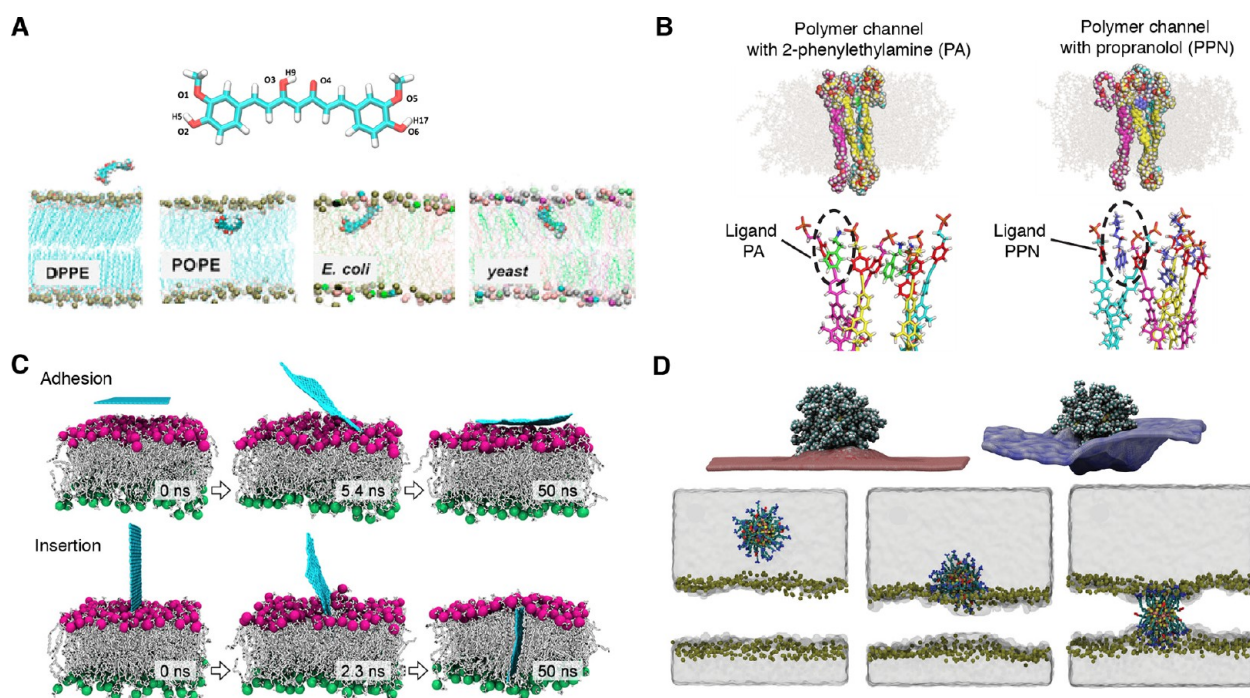 A
O3
H9
O4
O1
O5
H5
O2
H17
O6
DPPE
POPE
E. coli
yeast
B
Polymer channel
with 2-phenylethylamine (PA)
Polymer channel
with propranolol (PPN)
Ligand
PA
Ligand
PPN
C
Adhesion
0 ns
5.4 ns
50 ns
Insertion
0 ns
2.3 ns
50 ns
D